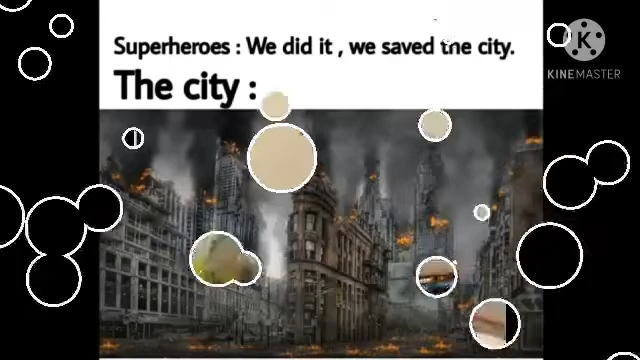 Superheroes : We did it , we saved the city.
The city :
K
KINEMASTER